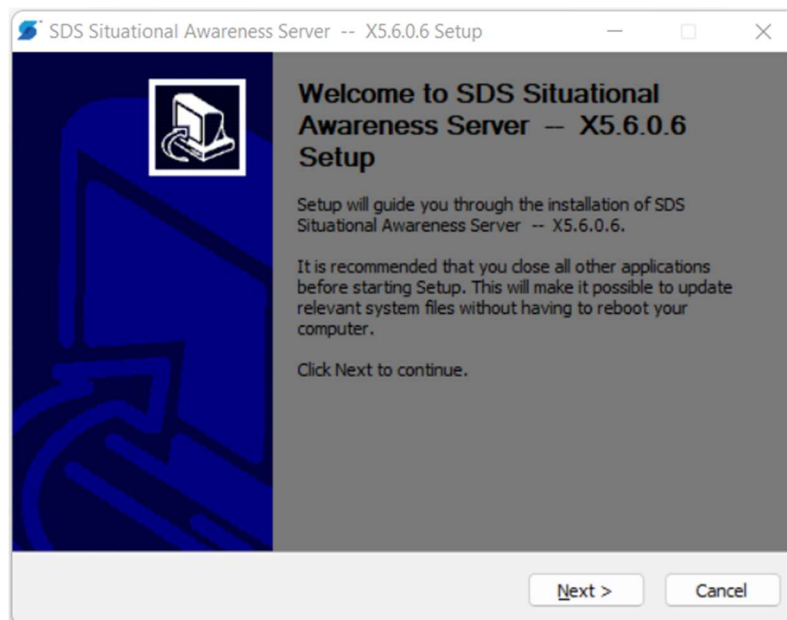 SDS Situational Awareness Server -- X5.6.0.6 Setup
Welcome to SDS Situational
Awareness Server -- X5.6.0.6
Setup
Setup will guide you through the installation of SDS
Situational Awareness Server -- X5.6.0.6.
It is recommended that you close all other applications
before starting Setup. This will make it possible to update
relevant system files without having to reboot your
computer.
Click Next to continue.
Next >
Cancel